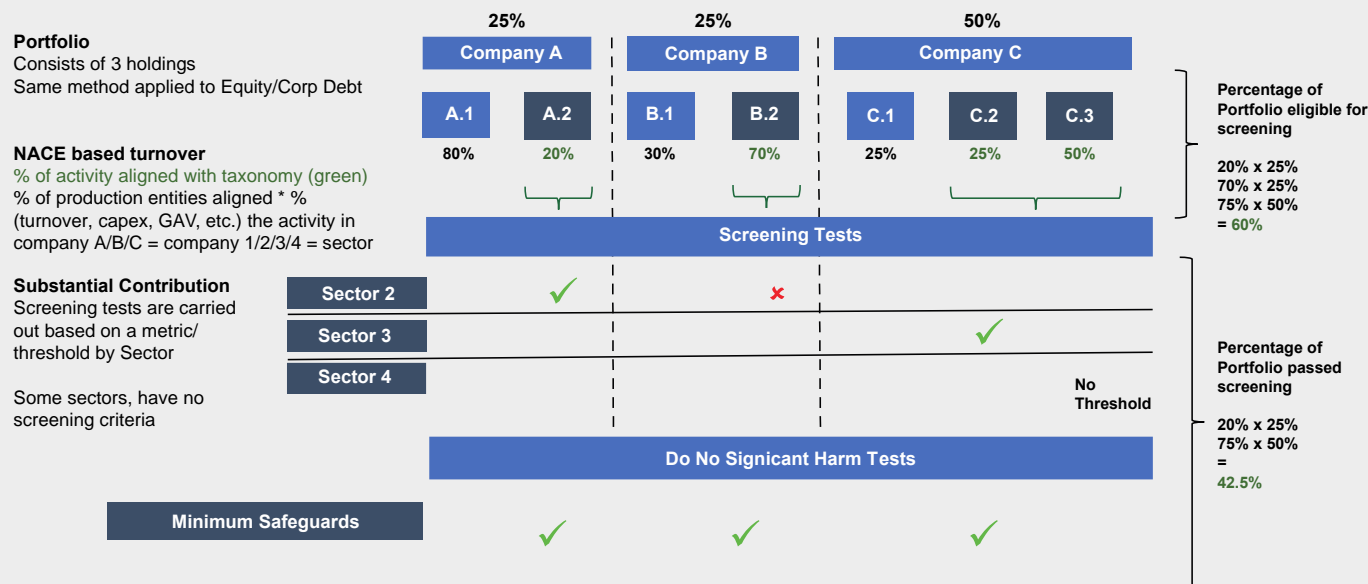 25%
25%
50%
Portfolio
Consists of 3 holdings
Same method applied to Equity/Corp Debt
Company A
Company B
Company C
A.1
A.2
B.1
B.2
C.1
C.2
C.3
80%
20%
30%
70%
25%
25%
50%
Percentage of
Portfolio eligible for
screening
20% x 25%
70% x 25%
75% x 50%
= 60%
NACE based turnover
% of activity aligned with taxonomy (green)
% of production entities aligned * %
(turnover, capex, GAV, etc.) the activity in
company A/B/C = company 1/2/3/4 = sector
Screening Tests
Substantial Contribution
Screening tests are carried
out based on a metric/
threshold by Sector
Some sectors, have no
screening criteria
Sector 2
Sector 3
Sector 4
No
Threshold
Percentage of
Portfolio passed
screening
20% x 25%
75% x 50%
=
42.5%
Do No Signicant Harm Tests
Minimum Safeguards